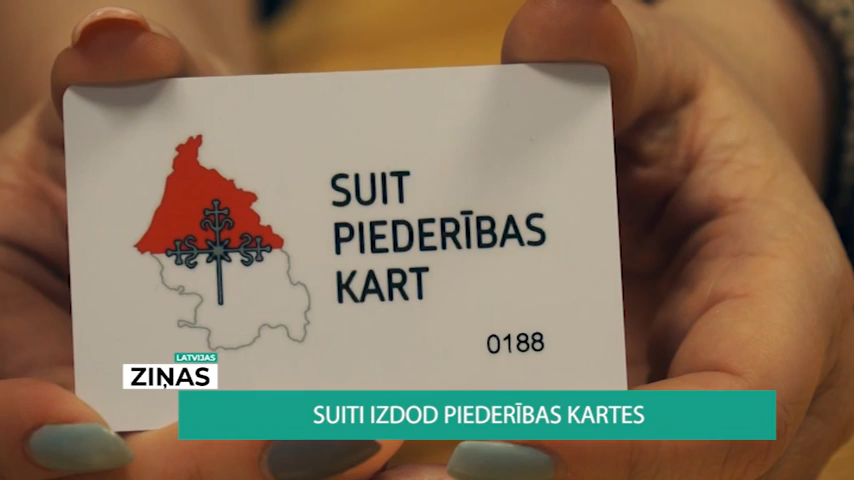 SUIT
PIEDERĪBAS
KART
0188
LATVIJAS
ZIŅAS
SUITI IZDOD PIEDERĪBAS KARTES